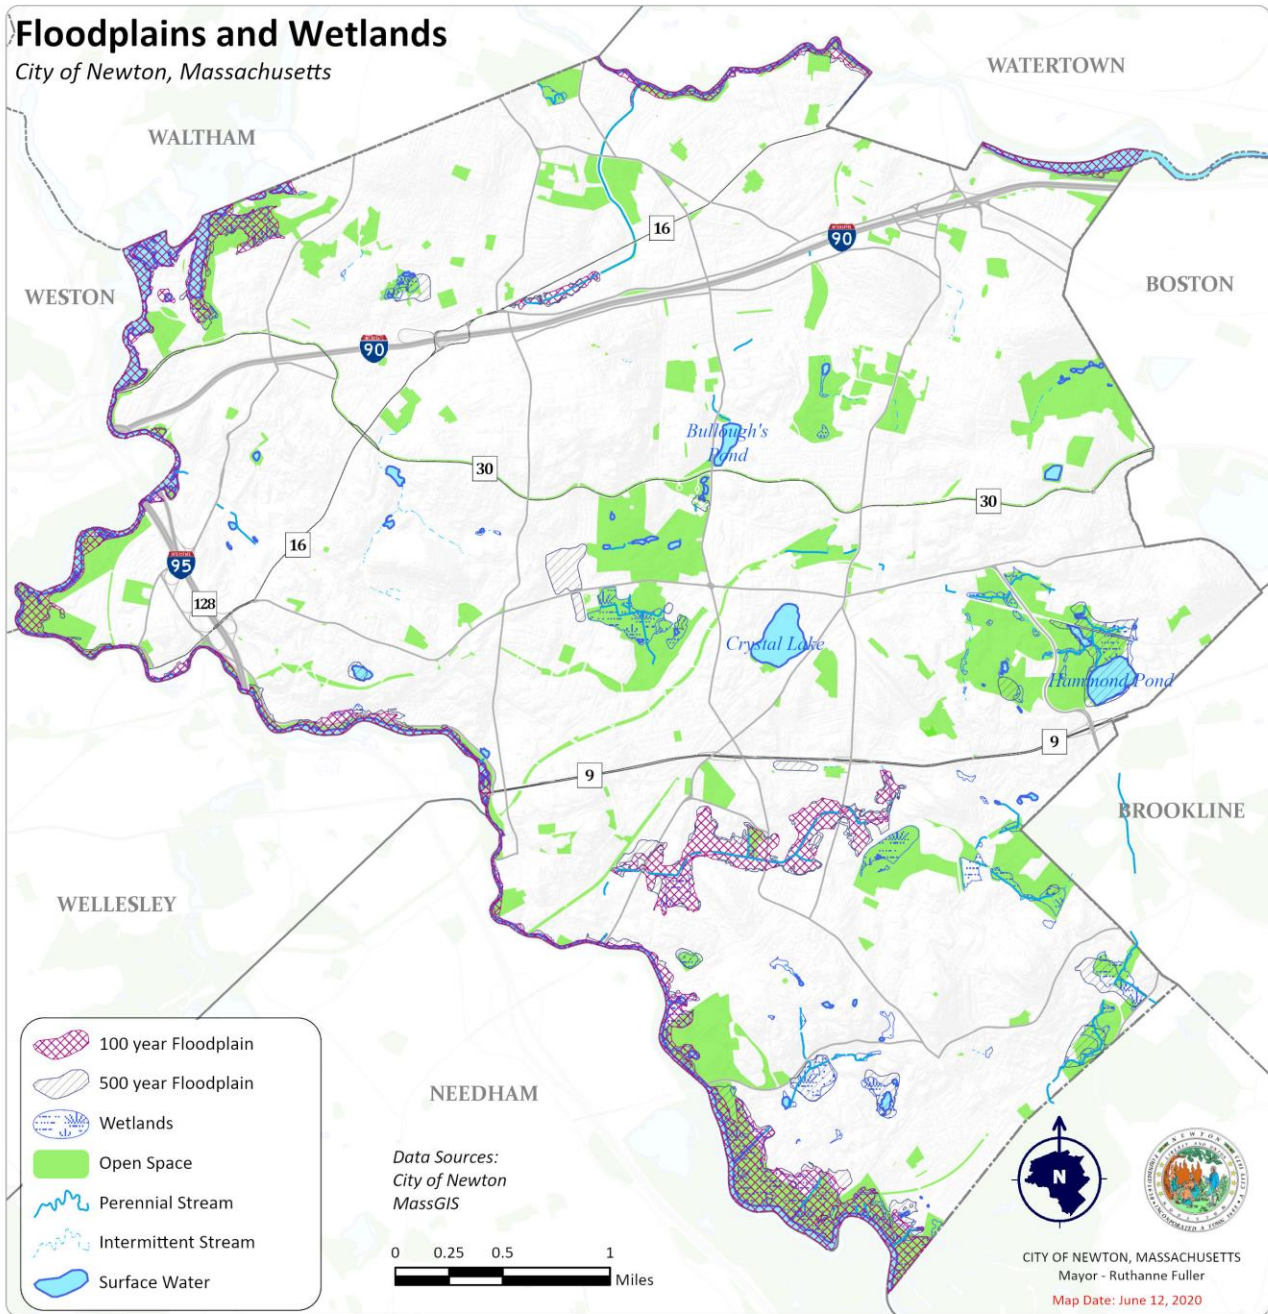 Floodplains and Wetlands
City of Newton, Massachusetts
WATERTOWN
WALTHAM
16
90
WESTON
BOSTON
90
Bullough's
Pond
30
30
16
95
128
Crystal Lake
Hammond Pond
9
9
BROOKLINE
WELLESLEY
NEEDHAM
100 year Floodplain
500 year Floodplain
Wetlands
Open Space
Perennial Stream
Intermittent Stream
Surface Water
Data Sources:
City of Newton
MassGIS
0 0.25 0.5 1
Miles
N
CITY OF NEWTON, MASSACHUSETTS
Mayor - Ruthanne Fuller
Map Date: June 12, 2020